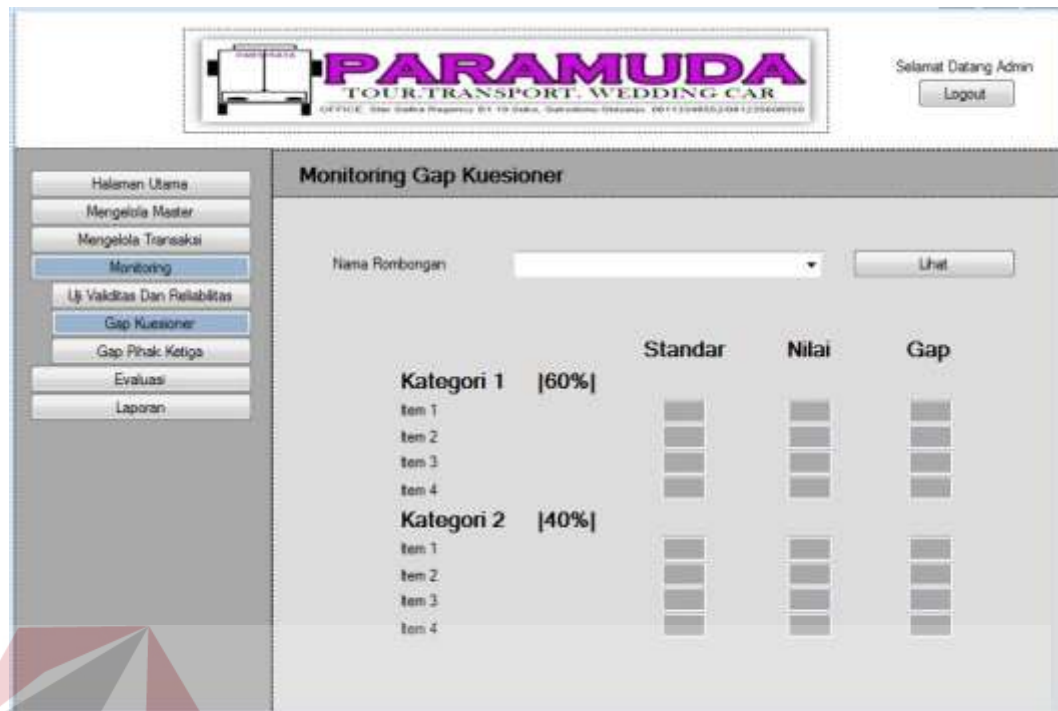 PARAMUDA
TOUR.TRANSPORT. WEDDING CAR
Selamat Datang Admin
Logout
Halaman Utama
Mengelola Master
Mengelola Transaksi
Monitoring
Uji Validitas Dan Reliabilitas
Gap Kuesioner
Gap Pihak Ketiga
Evaluasi
Laporan
Monitoring Gap Kuesioner
Nama Rombongan
Lihat
Standar Nilai Gap
Kategori 1 |60%|
Item 1
Item 2
Item 3
Item 4
Kategori 2 |40%|
Item 1
Item 2
Item 3
Item 4